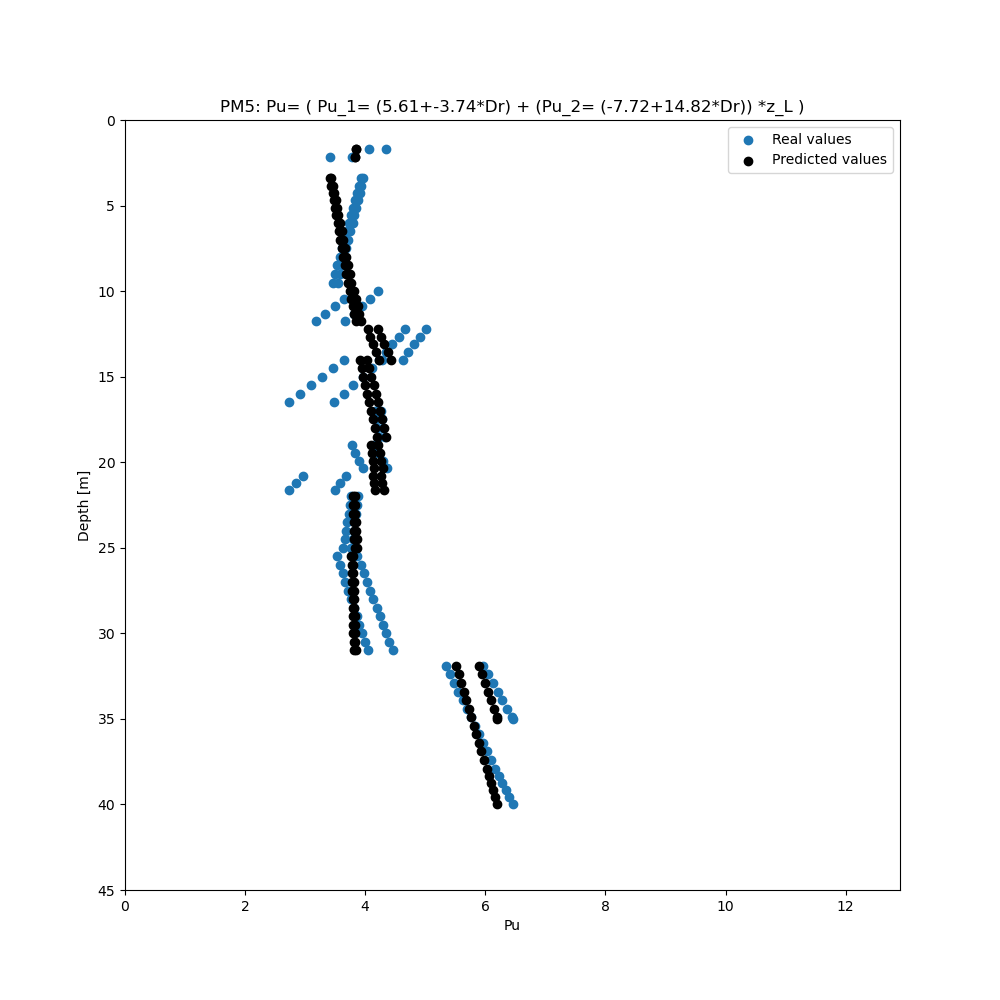 PM5: Pu= ( Pu_1= (5.61+-3.74*Dr) + (Pu_2= (-7.72+14.82*Dr)) *z_L )
Real values
Predicted values
0
5
10
15
20
25
30
35
40
45
Depth [m]
0 2 4 6 8 10 12
Pu